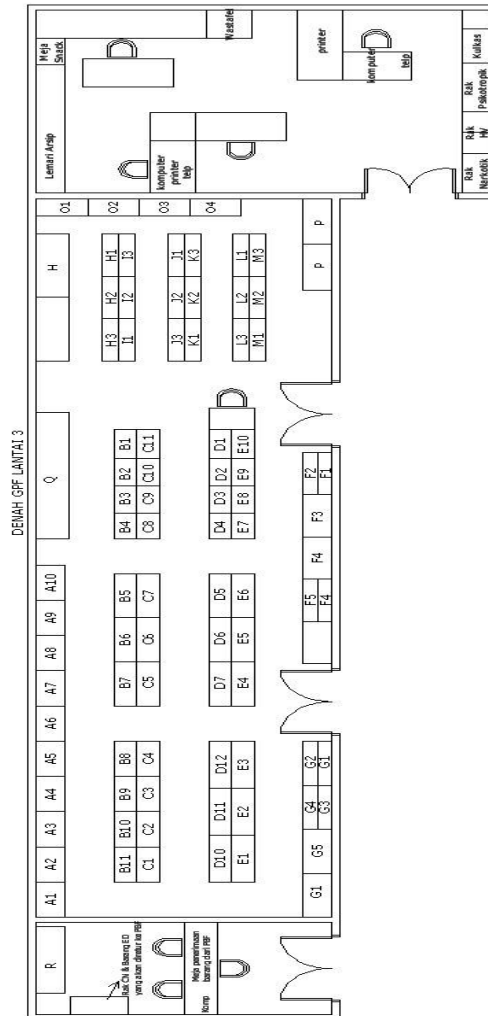 DENAH GPF LANTAI 3
Meja
Snack
Lemari Arsip
Wastafel
printer
komputer
telp
komputer
printer
telp
Kulkas
Rak
Psikotropik
Rak
HV
Rak
Narkotik
O1
O2
O3
O4
P
P
H
H3 H2 H1
I1 I2 I3
J3 J2 J1
K1 K2 K3
L3 L2 L1
M1 M2 M3
Q
B4 B3 B2 B1
C8 C9 C10 C11
D4 D3 D2 D1
E7 E8 E9 E10
F2
F1
F3
F4
F5
F4
A1 A2 A3 A4 A5 A6 A7 A8 A9 A10
B7 B6 B5
C5 C6 C7
D7 D6 D5
E4 E5 E6
B11 B10 B9 B8
C1 C2 C3 C4
D10 D11 D12
E1 E2 E3
G4 G2
G3 G1
G5
G1
R
Rak CN & Barang ED
yang akan diretur ke PBF
Meja penerimaan
barang dari PBF
Komp